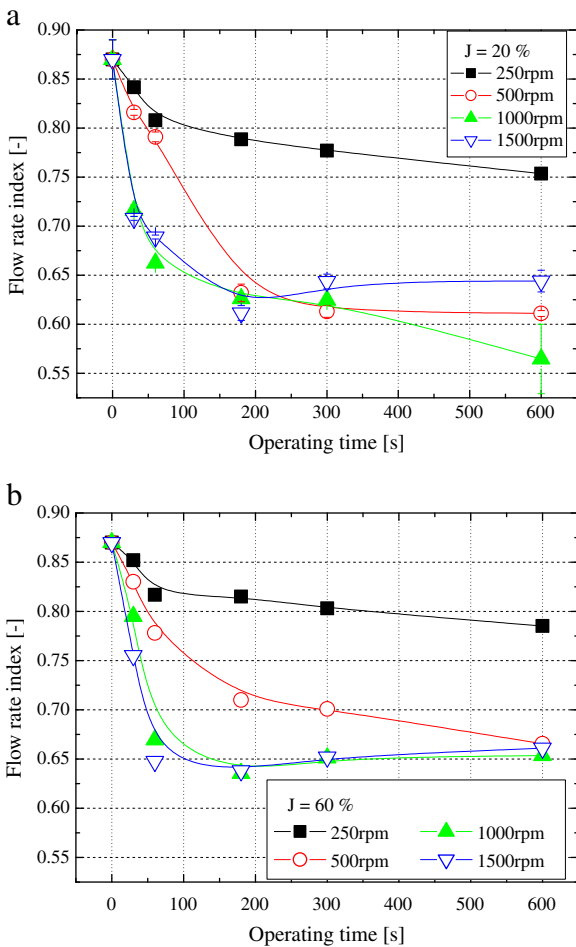 a
J = 20 %
250rpm
500rpm
1000rpm
1500rpm
0.90
0.85
0.80
0.75
0.70
0.65
0.60
0.55
Flow rate index [-]
0 100 200 300 400 500 600
Operating time [s]
b
0.90
0.85
0.80
0.75
0.70
0.65
0.60
0.55
Flow rate index [-]
J = 60 %
250rpm 1000rpm
500rpm 1500rpm
0 100 200 300 400 500 600
Operating time [s]